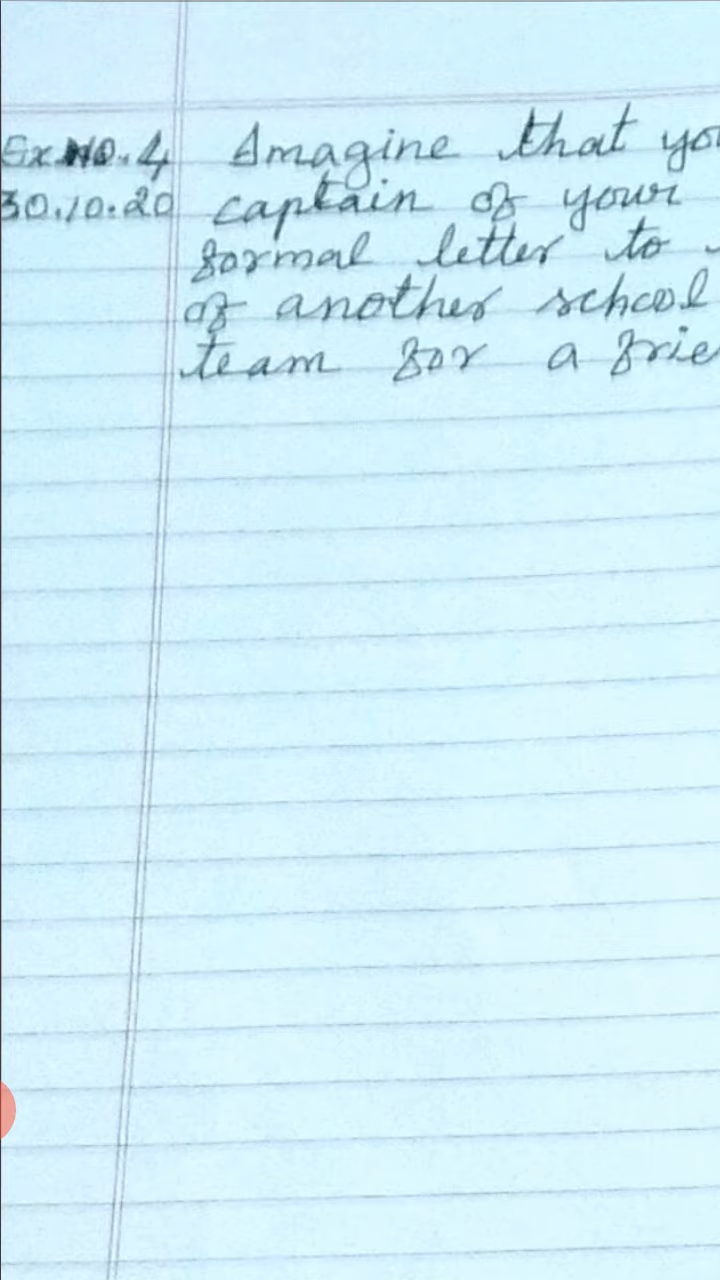 Ex.NO.4 Imagine that you
30.10.20 captain of your
formal letter to
of another school
team for a frie